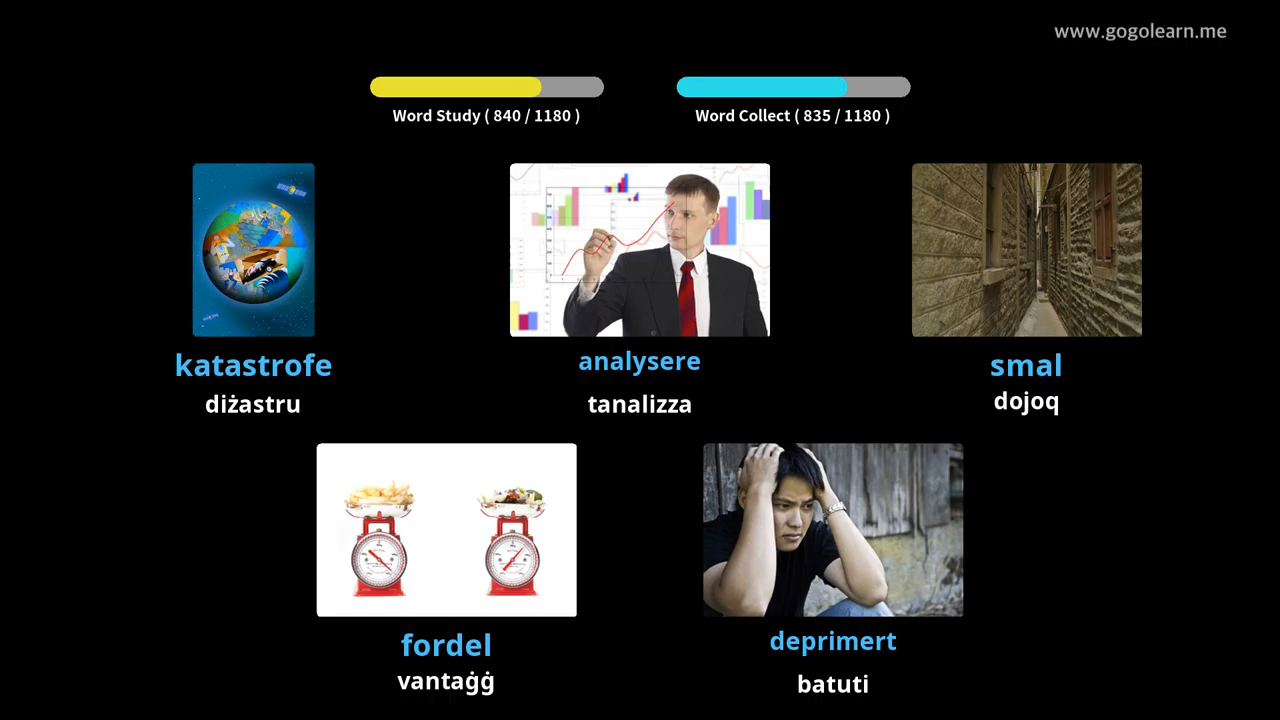 www.gogolearn.me
Word Study ( 840 / 1180 )
Word Collect ( 835 / 1180 )
katastrofe
diżastru
analysere
tanalizza
smal
dojoq
fordel
vantaġġ
deprimert
batuti